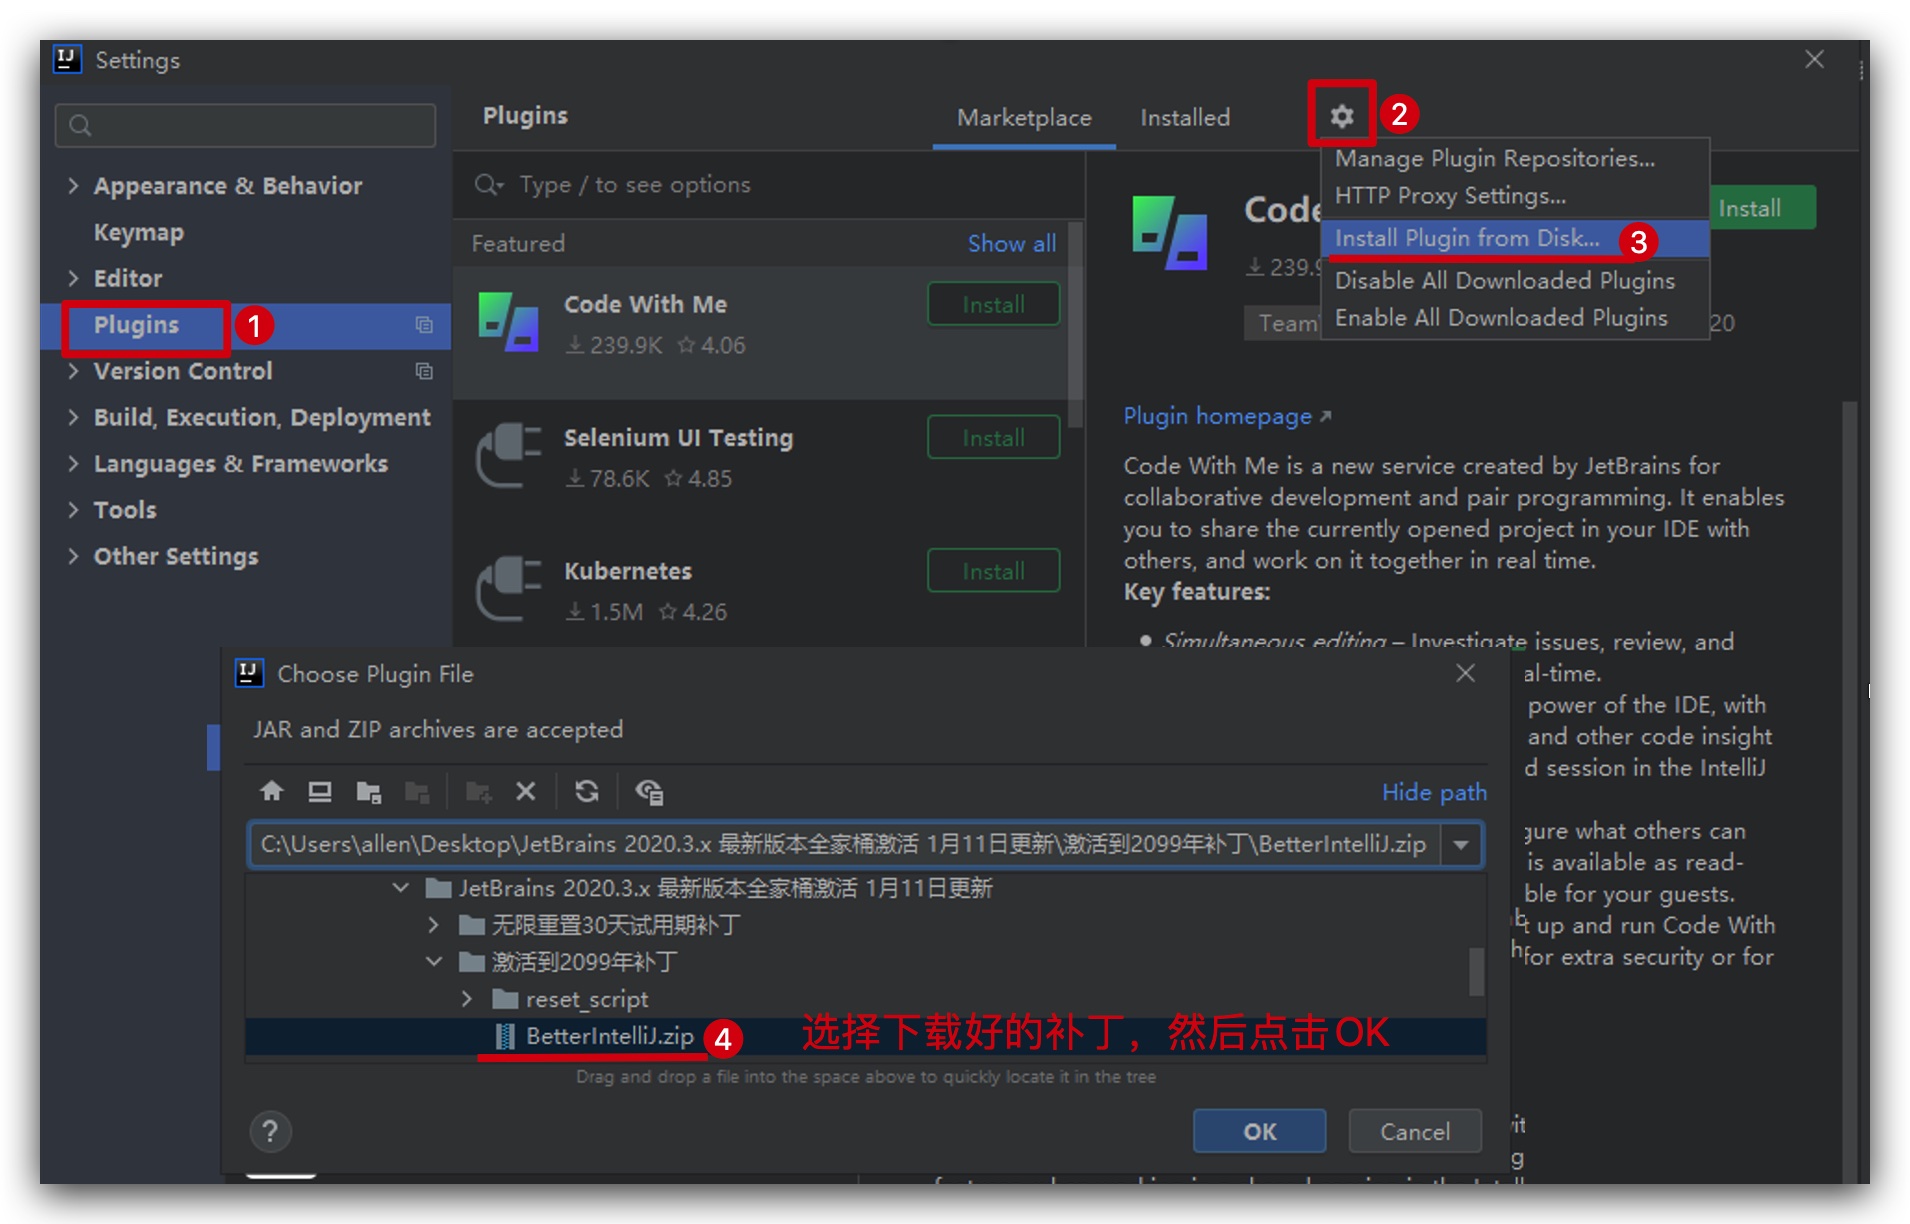 Settings
Plugins
Marketplace
Installed
2
Manage Plugin Repositories...
HTTP Proxy Settings...
Install Plugin from Disk...
3
Disable All Downloaded Plugins
Enable All Downloaded Plugins
Appearance & Behavior
Keymap
Editor
Plugins
1
Version Control
Build, Execution, Deployment
Languages & Frameworks
Tools
Other Settings
Type / to see options
Featured
Show all
Code With Me
Install
239.9K
4.06
Selenium UI Testing
Install
78.6K
4.85
Kubernetes
Install
1.5M
4.26
Code
Install
239.9
Team
20
Plugin homepage
Code With Me is a new service created by JetBrains for
collaborative development and pair programming. It enables
you to share the currently opened project in your IDE with
others, and work on it together in real time.
Key features:
Simultaneous editing – Investigate issues, review, and
al-time.
power of the IDE, with
and other code insight
d session in the IntelliJ
gure what others can
is available as read-
ble for your guests.
t up and run Code With
for extra security or for
Choose Plugin File
JAR and ZIP archives are accepted
Hide path
C:\Users\allen\Desktop\JetBrains 2020.3.x 最新版本全家桶激活 1月11日更新\激活到2099年补丁\BetterIntelliJ.zip
JetBrains 2020.3.x 最新版本全家桶激活 1月11日更新
无限重置30天试用期补丁
激活到2099年补丁
reset_script
BetterIntelliJ.zip
4
选择下载好的补丁，然后点击OK
Drag and drop a file into the space above to quickly locate it in the tree
?
OK
Cancel